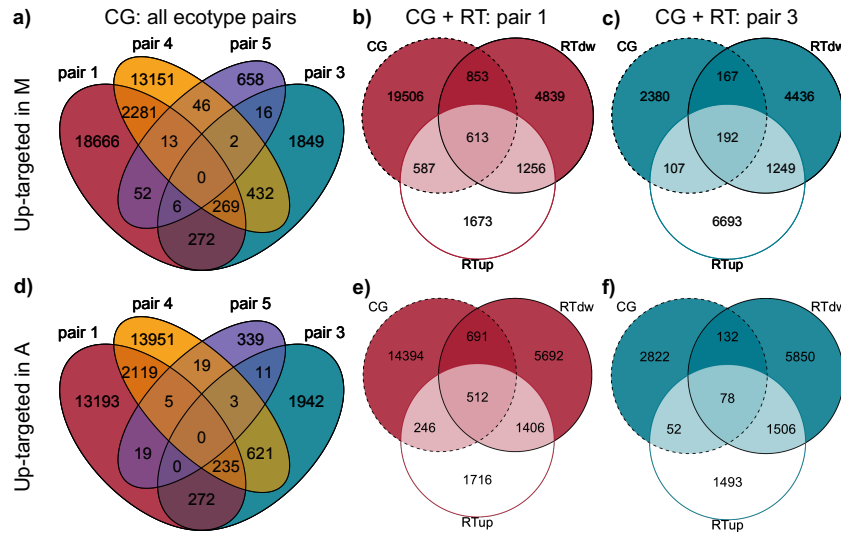 a) CG: all ecotype pairs
b) CG + RT: pair 1
c) CG + RT: pair 3
Up-targeted in M
pair 4 pair 5
pair 1 pair 3
13151 658
2281 46 16
18666 13 2 1849
0
52 6 269 432
272
CG RTdw
853
19506 4839
613
587 1256
1673
RTup
CG RTdw
167
2380 4436
192
107 1249
6693
RTup
d)
e)
f)
Up-targeted in A
pair 4 pair 5
pair 1 pair 3
13951 339
2119 19 11
13193 5 3 1942
0
19 0 235 621
272
CG RTdw
691
14394 5692
512
246 1406
1716
RTup
CG RTdw
132
2822 5850
78
52 1506
1493
RTup